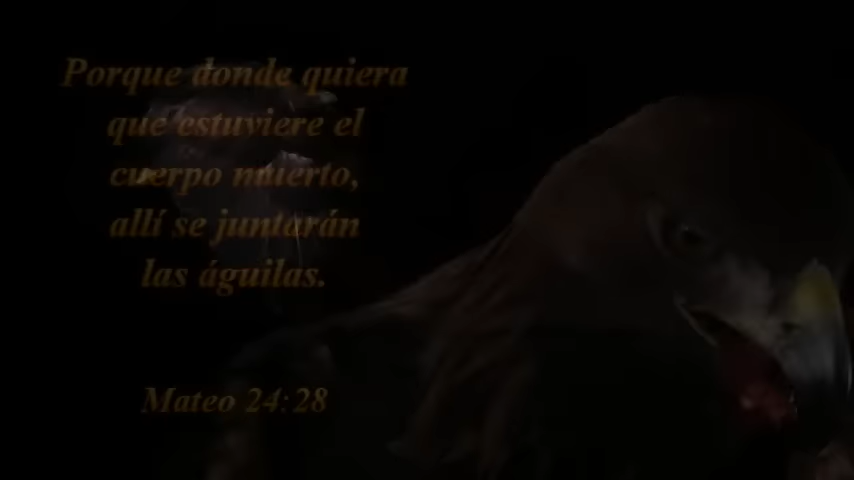 Porque donde quiera
que estuviere el
cuerpo muerto,
allí se juntarán
las águilas.
Mateo 24:28